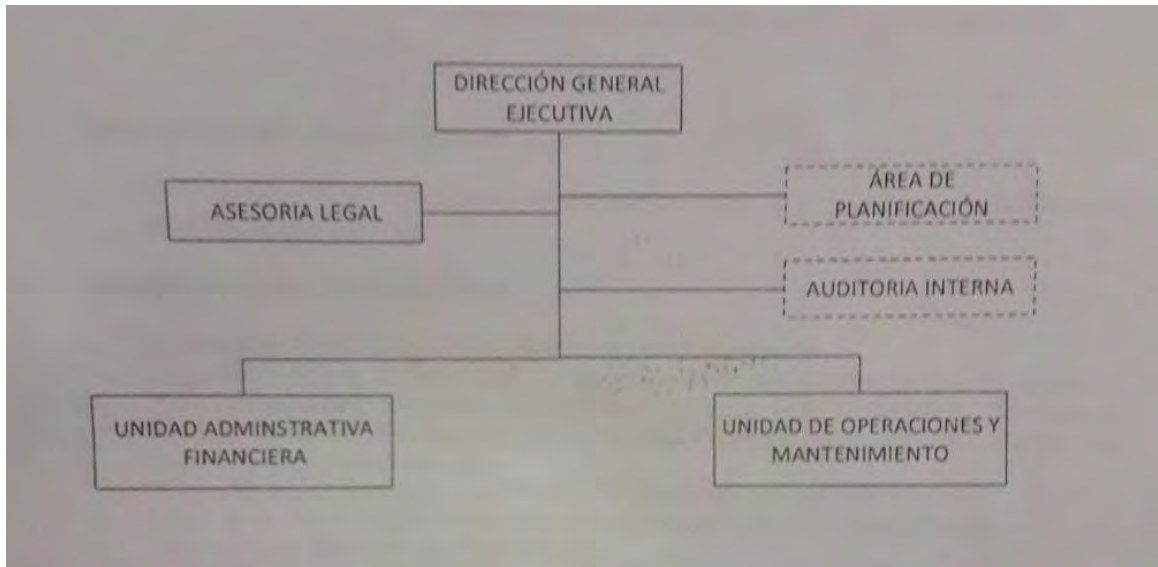 DIRECCIÓN GENERAL
EJECUTIVA
ASESORIA LEGAL
ÁREA DE
PLANIFICACIÓN
AUDITORIA INTERNA
UNIDAD ADMINSTRATIVA
FINANCIERA
UNIDAD DE OPERACIONES Y
MANTENIMIENTO